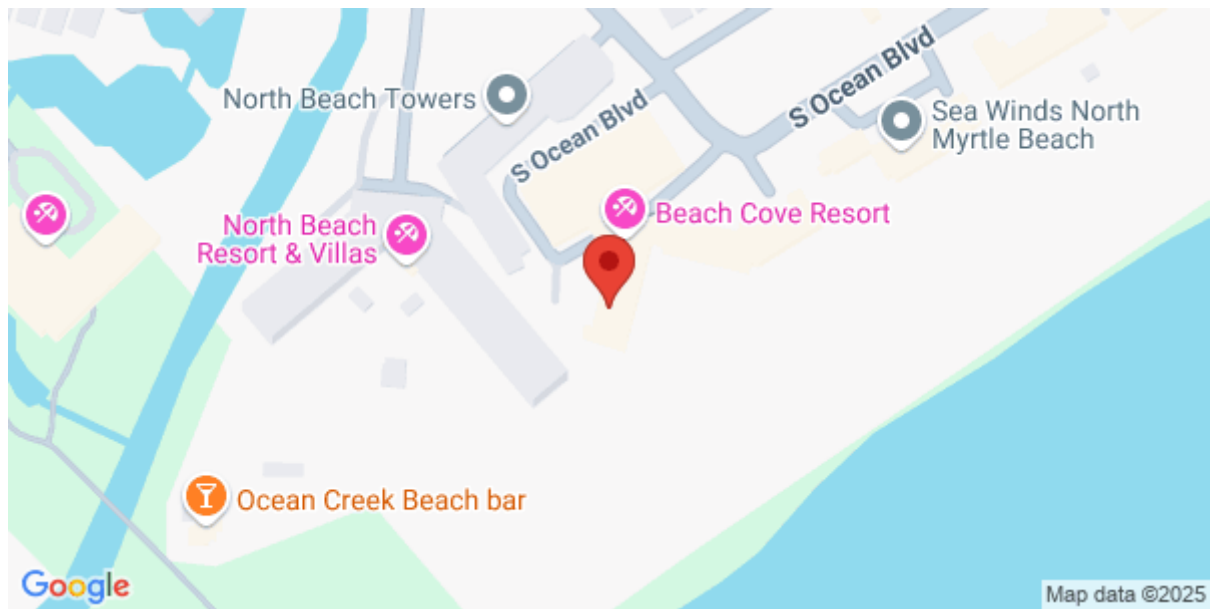 S Ocean Blvd
North Beach Towers
S Ocean Blvd
Sea Winds North
Myrtle Beach
North Beach
Resort & Villas
Beach Cove Resort
Ocean Creek Beach bar
Google
Map data ©2025